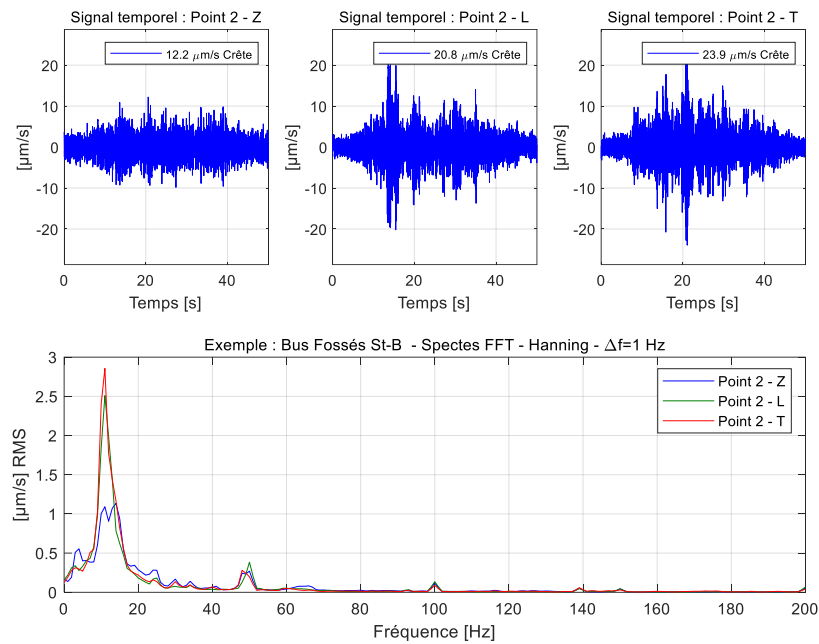 Signal temporel : Point 2 - Z
Signal temporel : Point 2 - L
Signal temporel : Point 2 - T
12.2 μm/s Crête
20.8 μm/s Crête
23.9 μm/s Crête
[μm/s]
20
10
0
-10
-20
0 20 40
Temps [s]
[μm/s]
20
10
0
-10
-20
0 20 40
Temps [s]
[μm/s]
20
10
0
-10
-20
0 20 40
Temps [s]
Exemple : Bus Fossés St-B - Spectes FFT - Hanning - Δf=1 Hz
Point 2 - Z
Point 2 - L
Point 2 - T
[μm/s] RMS
3
2.5
2
1.5
1
0.5
0
0 20 40 60 80 100 120 140 160 180 200
Fréquence [Hz]